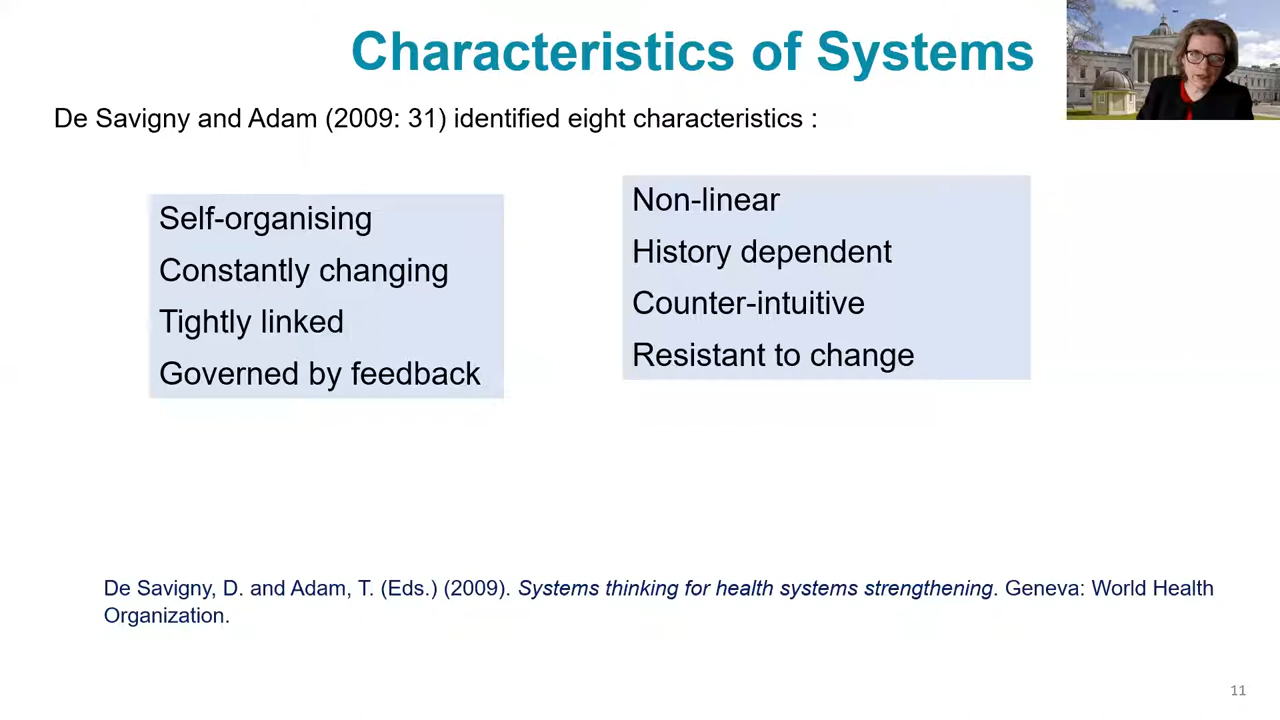 Characteristics of Systems
De Savigny and Adam (2009: 31) identified eight characteristics :
Self-organising
Constantly changing
Tightly linked
Governed by feedback
Non-linear
History dependent
Counter-intuitive
Resistant to change
De Savigny, D. and Adam, T. (Eds.) (2009). Systems thinking for health systems strengthening. Geneva: World Health
Organization.
11